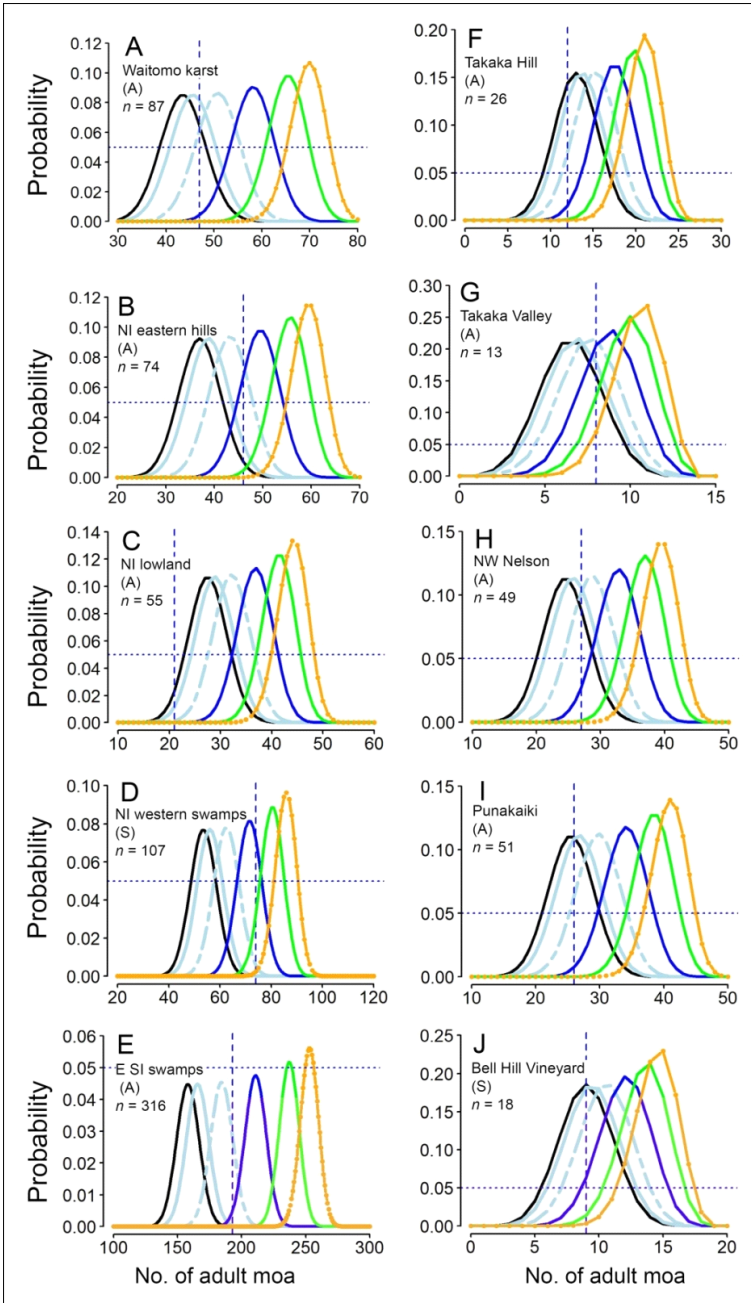 A
Waitomo karst
(A)
n = 87
Probability
0.12
0.10
0.08
0.06
0.04
0.02
0.00
30 40 50 60 70 80
F
Takaka Hill
(A)
n = 26
0.20
0.15
0.10
0.05
0.00
0 5 10 15 20 25 30
B
NI eastern hills
(A)
n = 74
Probability
0.12
0.10
0.08
0.06
0.04
0.02
0.00
20 30 40 50 60 70
G
Takaka Valley
(A)
n = 13
0.30
0.25
0.20
0.15
0.10
0.05
0.00
0 5 10 15
C
NI lowland
(A)
n = 55
Probability
0.14
0.12
0.10
0.08
0.06
0.04
0.02
0.00
10 20 30 40 50 60
H
NW Nelson
(A)
n = 49
0.15
0.10
0.05
0.00
10 20 30 40 50
D
NI western swamps
(S)
n = 107
Probability
0.10
0.08
0.06
0.04
0.02
0.00
20 40 60 80 100 120
I
Punakaiki
(A)
n = 51
0.15
0.10
0.05
0.00
10 20 30 40 50
E
E SI swamps
(A)
n = 316
Probability
0.06
0.05
0.04
0.03
0.02
0.01
0.00
100 150 200 250 300
No. of adult moa
J
Bell Hill Vineyard
(S)
n = 18
0.25
0.20
0.15
0.10
0.05
0.00
0 5 10 15 20
No. of adult moa